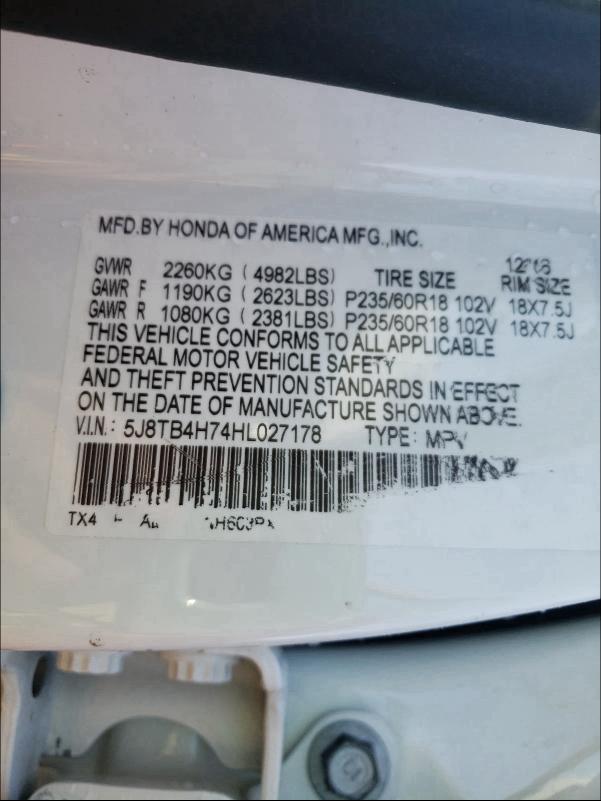 MFD.BY HONDA OF AMERICA MFG.,INC.
GVWR 2260KG ( 4982LBS) TIRE SIZE RIM SIZE
GAWR F 1190KG ( 2623LBS) P235/60R18 102V 18X7.5J
GAWR R 1080KG ( 2381LBS) P235/60R18 102V 18X7.5J
THIS VEHICLE CONFORMS TO ALL APPLICABLE
FEDERAL MOTOR VEHICLE SAFETY
AND THEFT PREVENTION STANDARDS IN EFFECT
ON THE DATE OF MANUFACTURE SHOWN ABOVE.
V.I.N.: 5J8TB4H74HL027178 TYPE: MPV
TX4